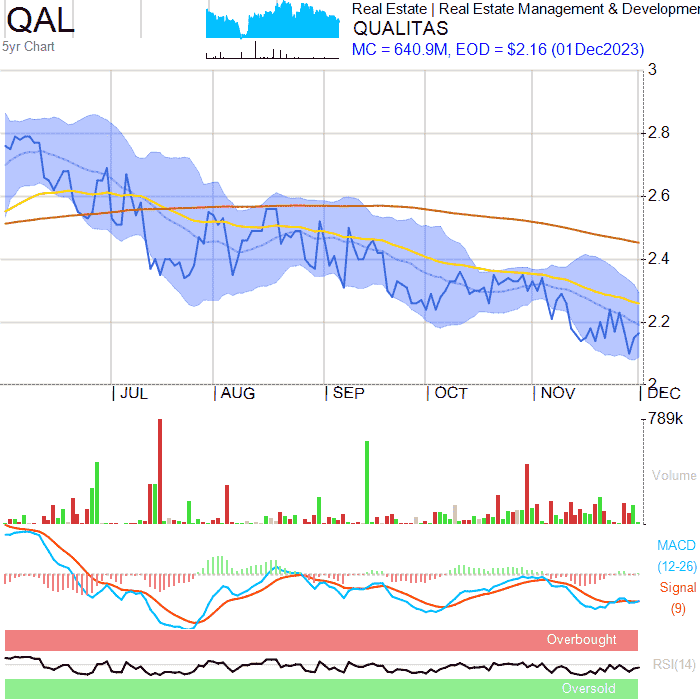 QAL
5yr Chart
Real Estate | Real Estate Management & Developmen
QUALITAS
MC = 640.9M, EOD = $2.16 (01Dec2023)
3
2.8
2.6
2.4
2.2
2
JUL AUG SEP OCT NOV DEC
789k
Volume
MACD
(12-26)
Signal
(9)
Overbought
RSI(14)
Oversold